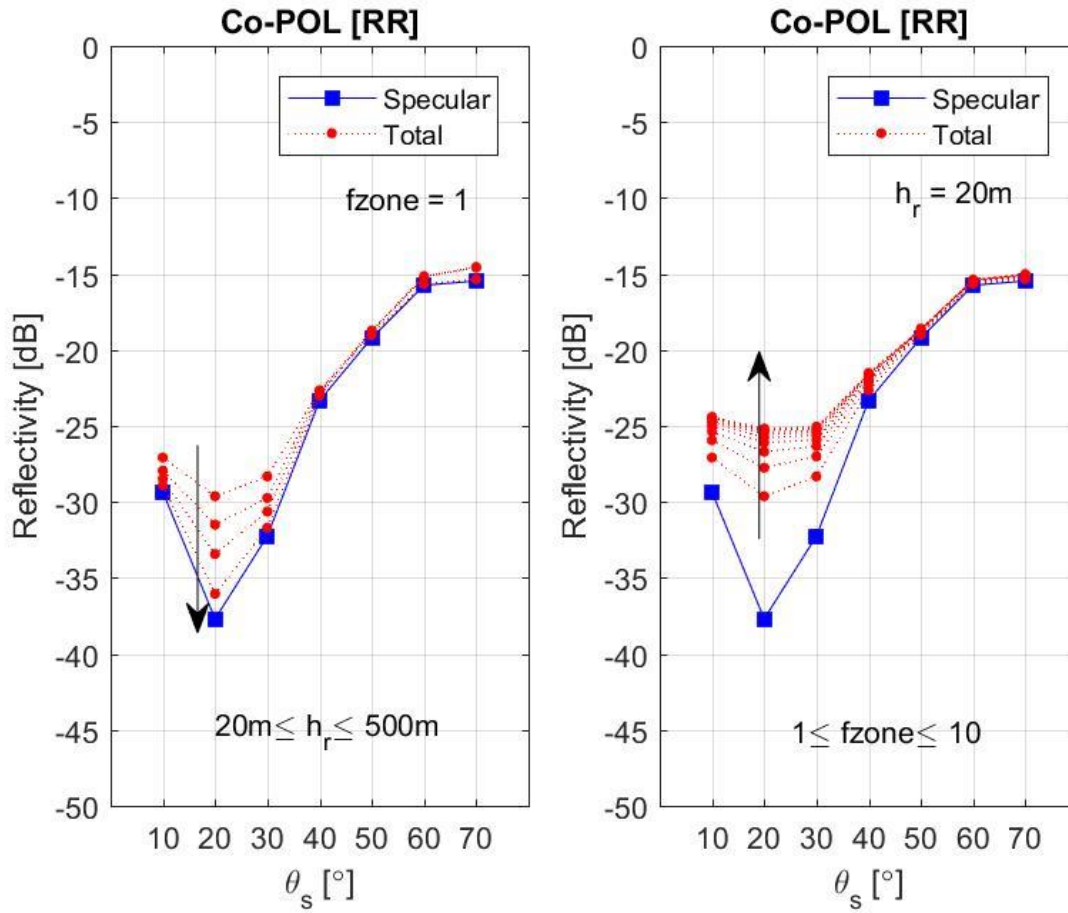 Co-POL [RR]
0
-5
-10
-15
-20
-25
-30
-35
-40
-45
-50
Reflectivity [dB]
Specular
Total
fzone = 1
20m≤ h_r≤ 500m
10 20 30 40 50 60 70
θ_s [°]
Co-POL [RR]
0
-5
-10
-15
-20
-25
-30
-35
-40
-45
-50
Reflectivity [dB]
Specular
Total
h_r = 20m
1≤ fzone≤ 10
10 20 30 40 50 60 70
θ_s [°]